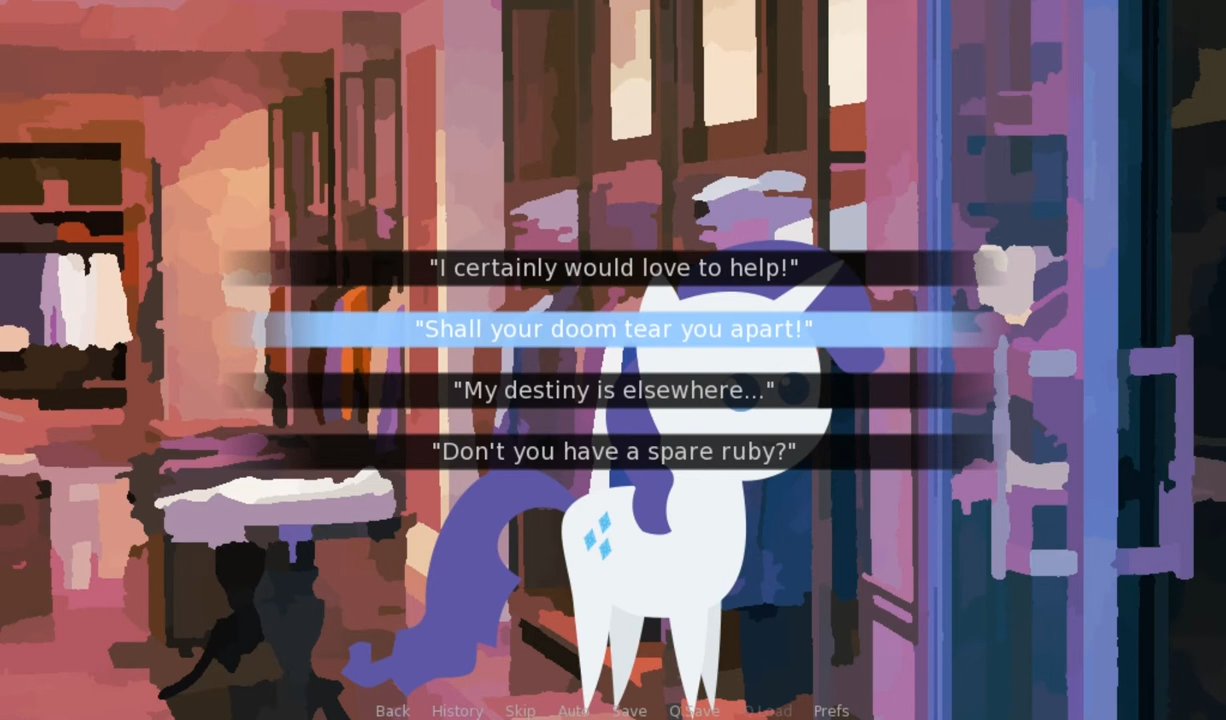 "I certainly would love to help!"
"Shall your doom tear you apart!"
"My destiny is elsewhere..."
"Don't you have a spare ruby?"
Back History Skip Auto Save Q.Save Q.Load Prefs